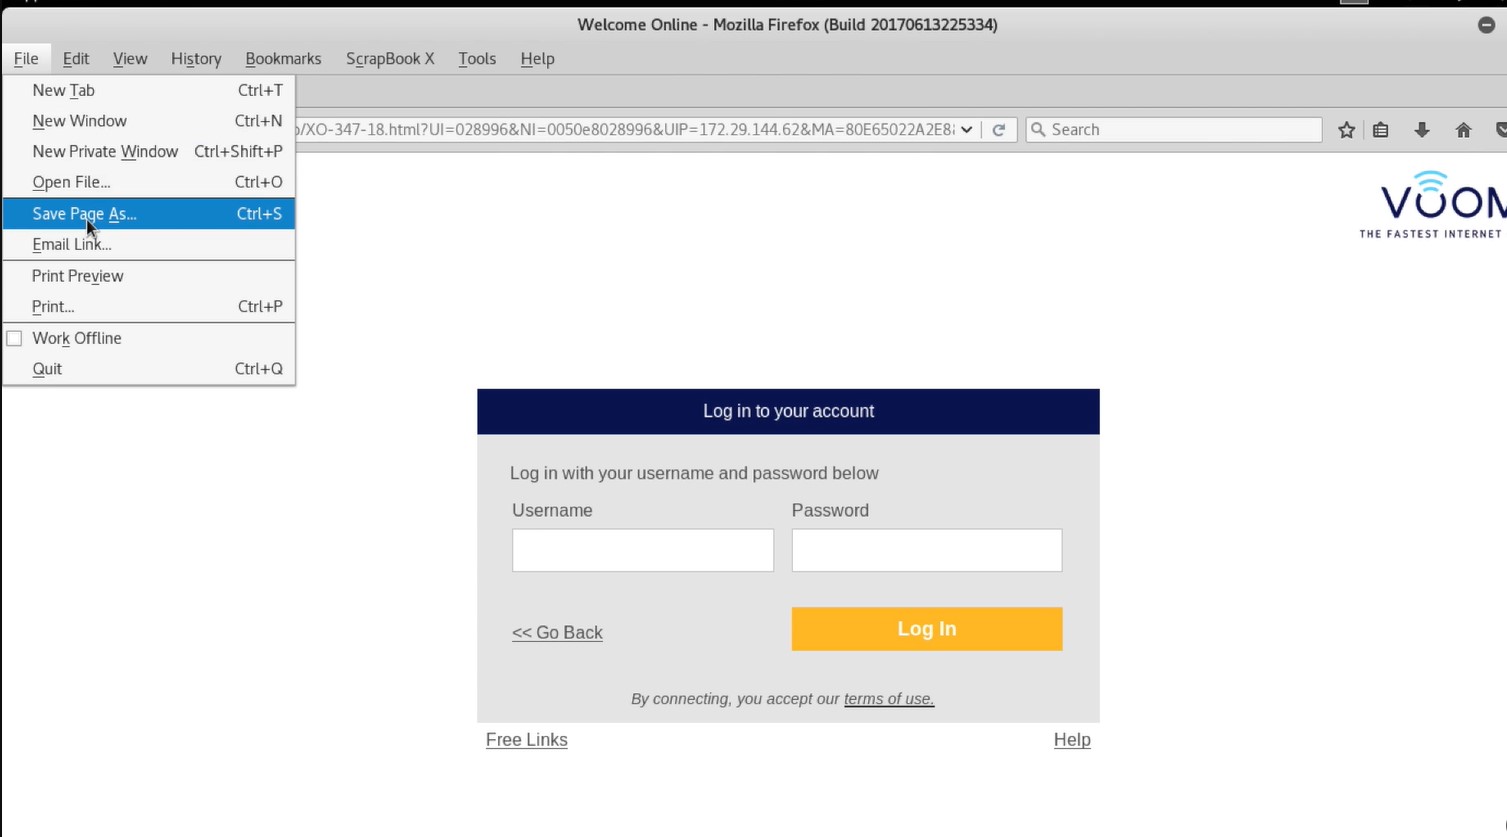 Welcome Online - Mozilla Firefox (Build 20170613225334)
File Edit View History Bookmarks ScrapBook X Tools Help
New Tab Ctrl+T
New Window Ctrl+N
New Private Window Ctrl+Shift+P
Open File... Ctrl+O
Save Page As... Ctrl+S
Email Link...
Print Preview
Print... Ctrl+P
Work Offline
Quit Ctrl+Q
/XO-347-18.html?UI=028996&NI=0050e8028996&UIP=172.29.144.62&MA=80E65022A2E8
Search
VOOM
THE FASTEST INTERNET
Log in to your account
Log in with your username and password below
Username Password
<< Go Back Log In
By connecting, you accept our terms of use.
Free Links Help